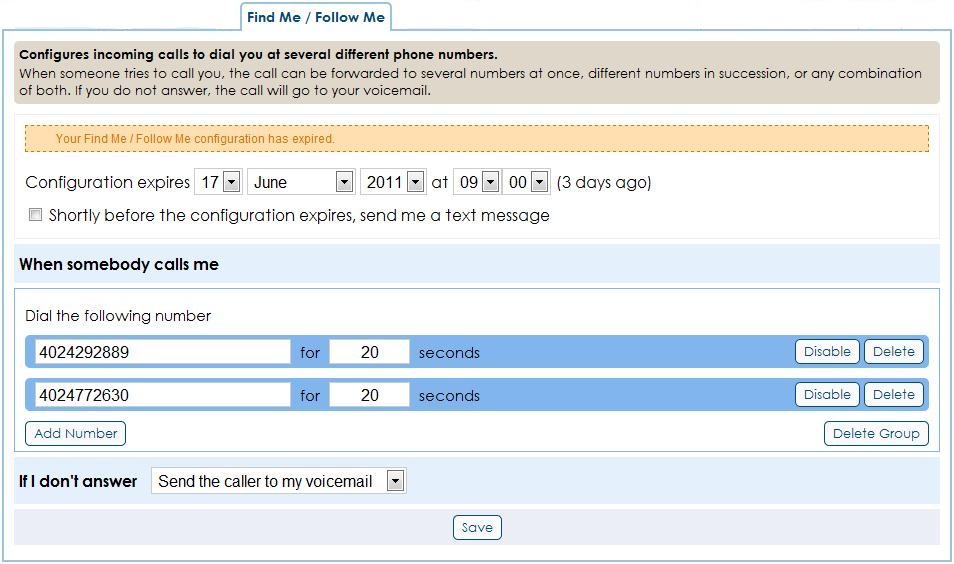 Find Me / Follow Me
Configures incoming calls to dial you at several different phone numbers.
When someone tries to call you, the call can be forwarded to several numbers at once, different numbers in succession, or any combination
of both. If you do not answer, the call will go to your voicemail.
Your Find Me / Follow Me configuration has expired.
Configuration expires 17 June 2011 at 09 00 (3 days ago)
Shortly before the configuration expires, send me a text message
When somebody calls me
Dial the following number
4024292889 for 20 seconds Disable Delete
4024772630 for 20 seconds Disable Delete
Add Number Delete Group
If I don't answer Send the caller to my voicemail
Save